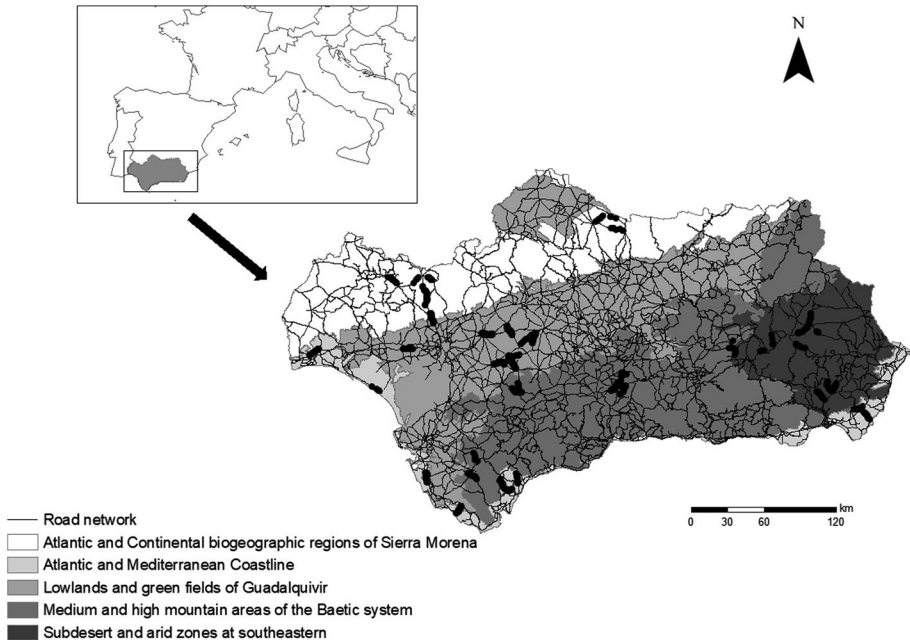 N
km
0 30 60 120
Road network
Atlantic and Continental biogeographic regions of Sierra Morena
Atlantic and Mediterranean Coastline
Lowlands and green fields of Guadalquivir
Medium and high mountain areas of the Baetic system
Subdesert and arid zones at southeastern